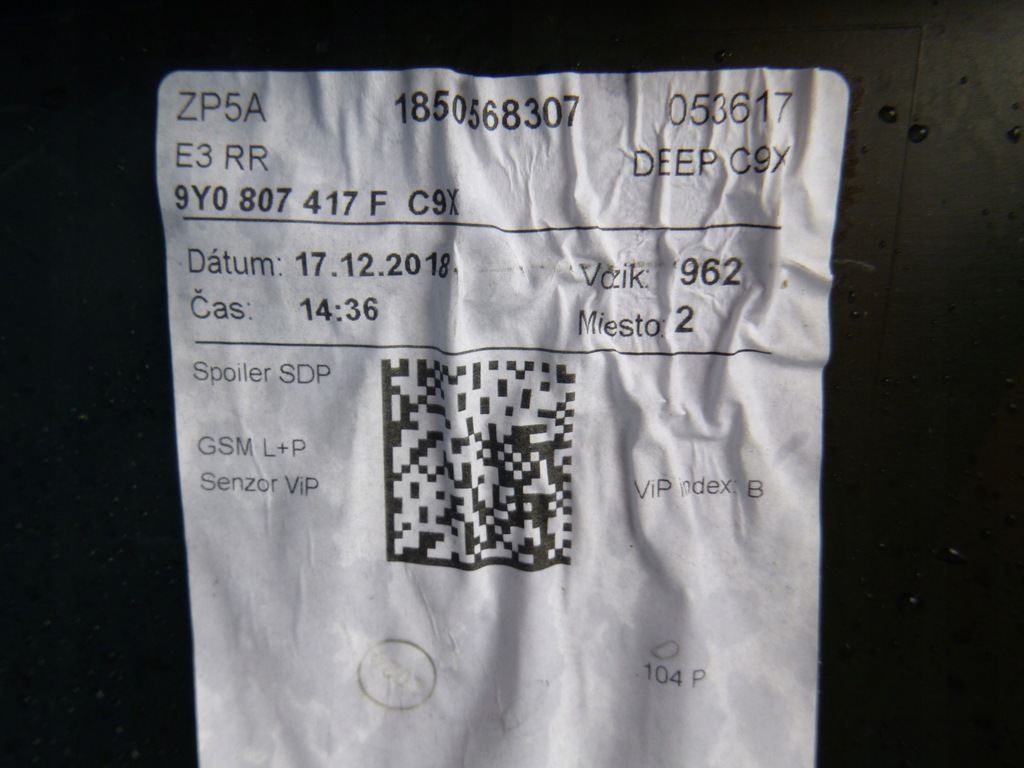 ZP5A 1850568307 053617
E3 RR DEEP C9X
9Y0 807 417 F C9X
Dátum: 17.12.2018 Vozik: 962
Čas: 14:36 Miesto: 2
Spoiler SDP
GSM L+P
Senzor ViP ViP index: B
104 P